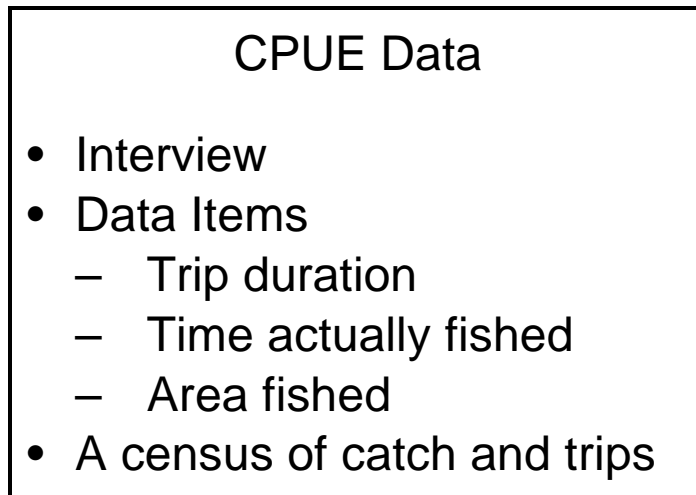 CPUE Data
• Interview
• Data Items
– Trip duration
– Time actually fished
– Area fished
• A census of catch and trips